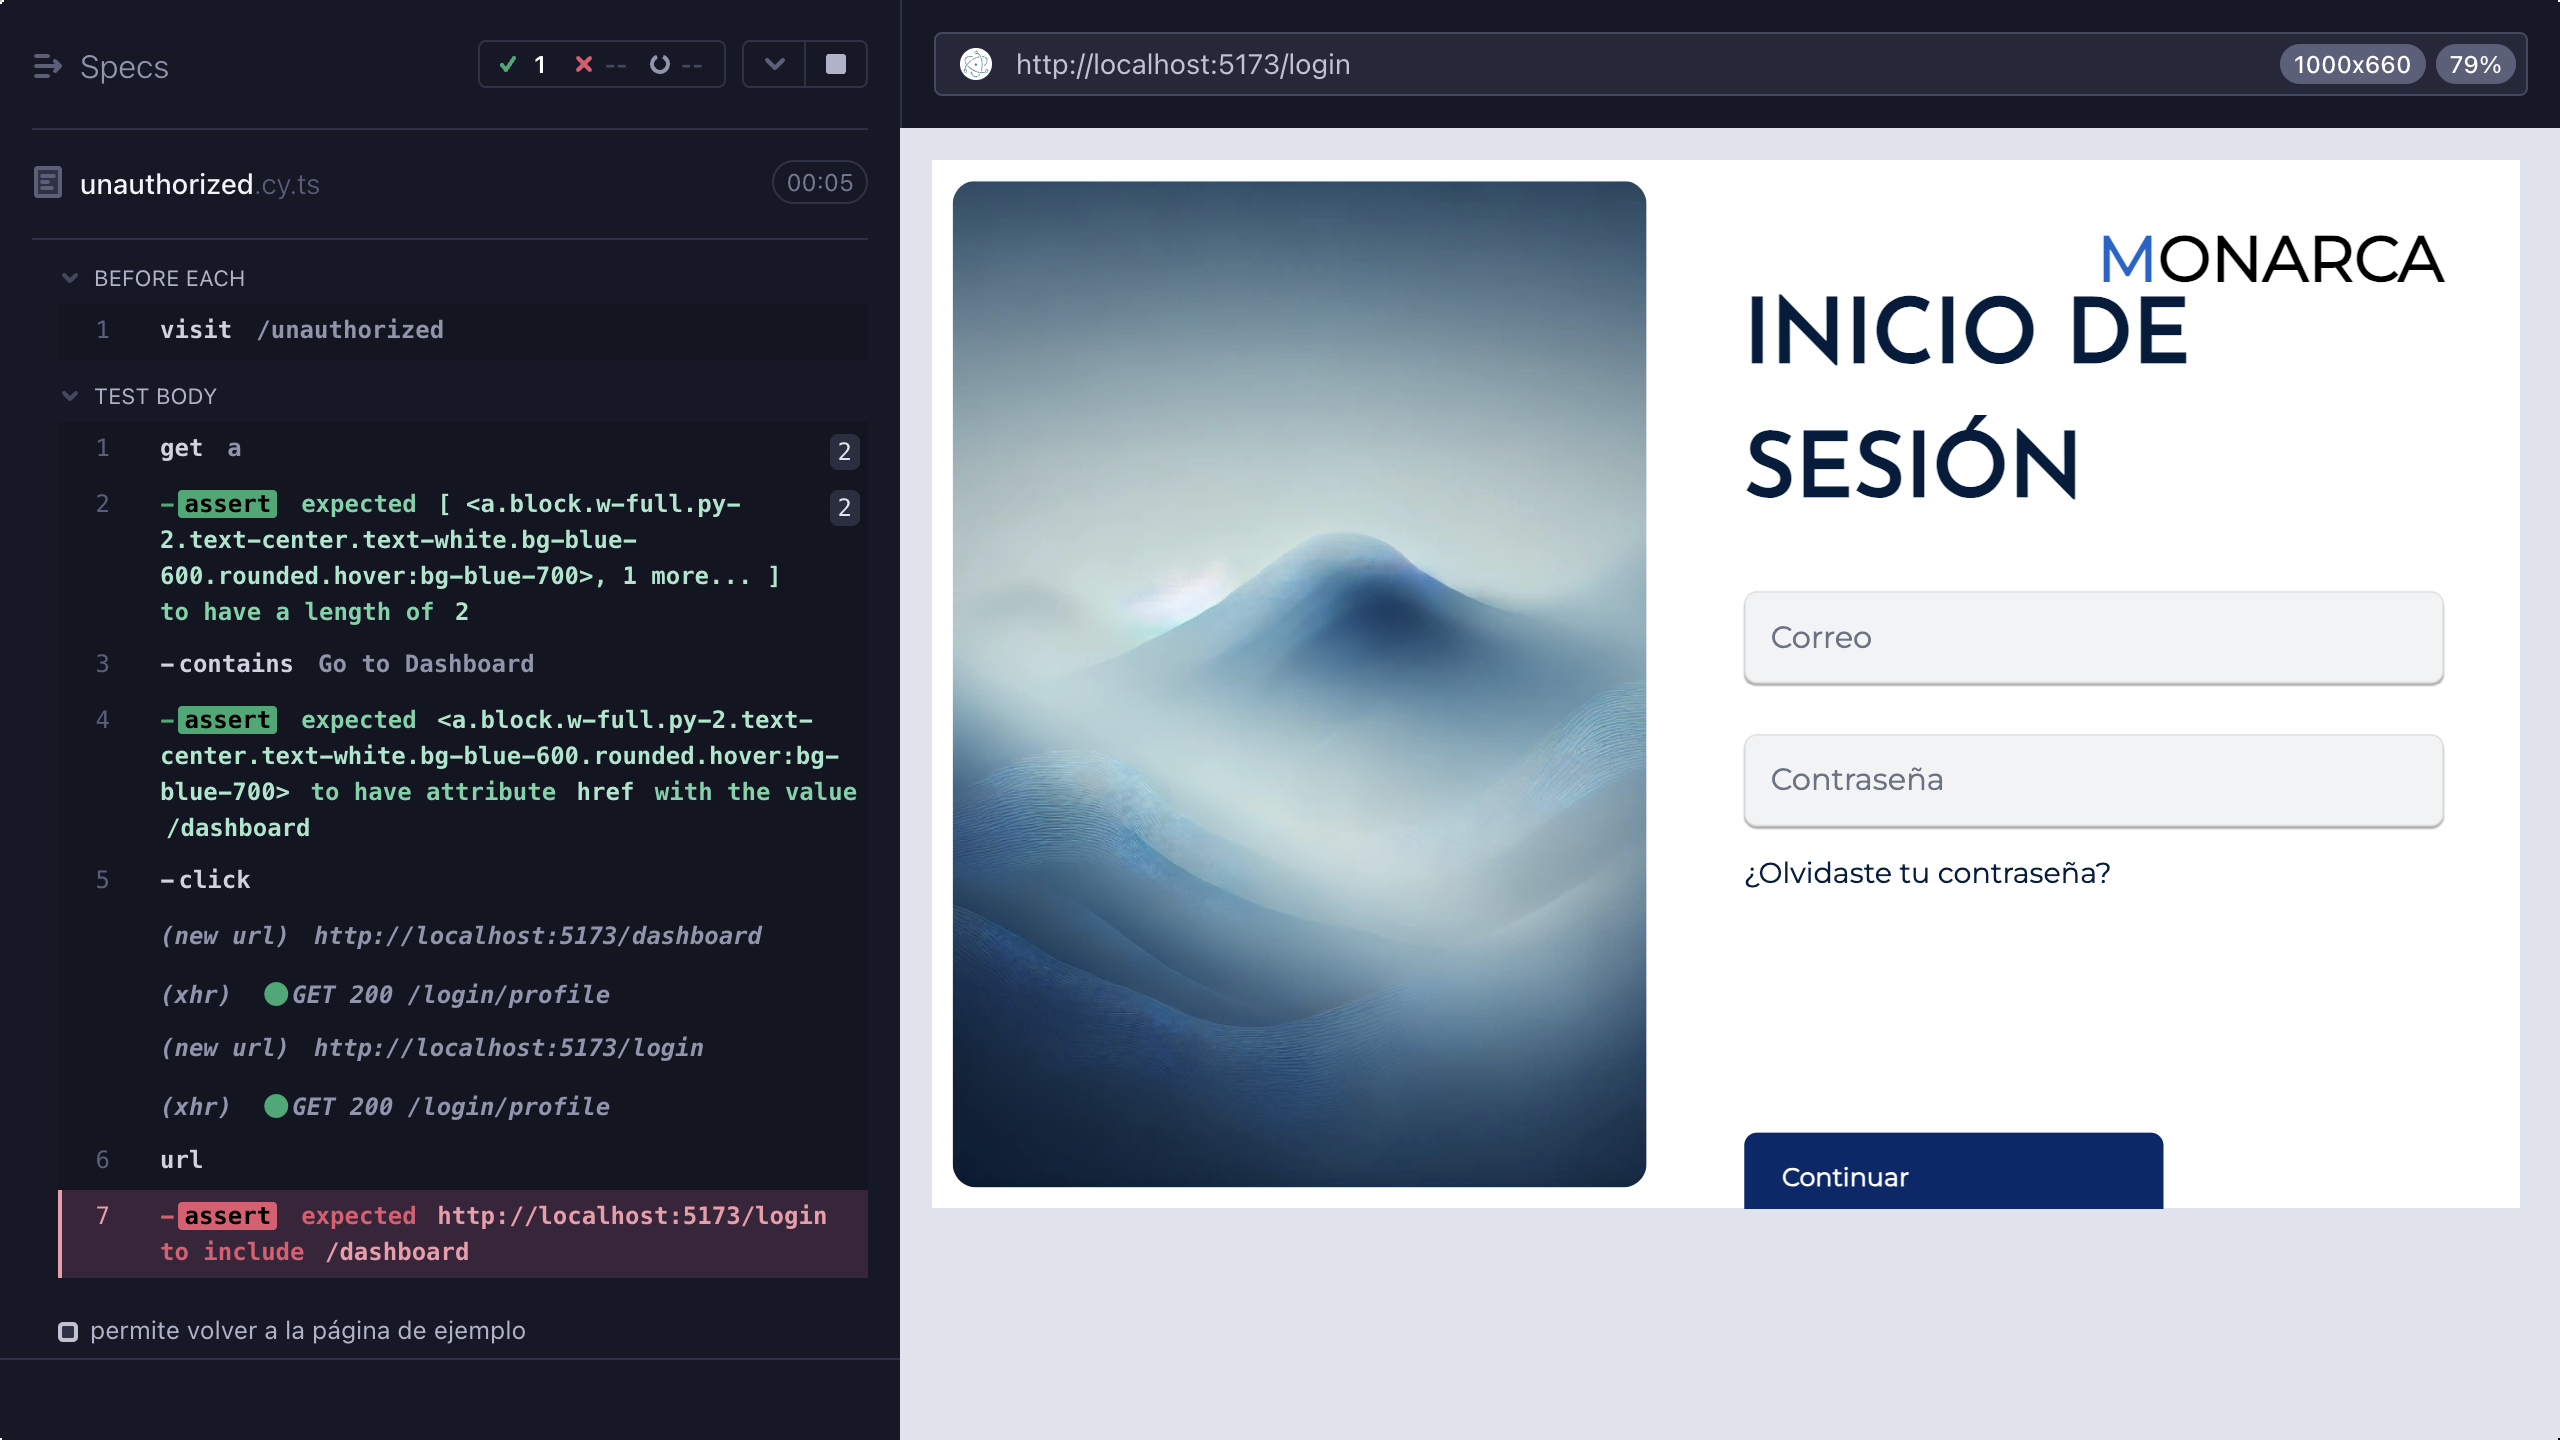 Specs
1 -- --
unauthorized.cy.ts
00:05
BEFORE EACH
1 visit /unauthorized
TEST BODY
1 get a 2
2 -assert expected [ <a.block.w-full.py- 2
2.text-center.text-white.bg-blue-
600.rounded.hover:bg-blue-700>, 1 more... ]
to have a length of 2
3 -contains Go to Dashboard
4 -assert expected <a.block.w-full.py-2.text-
center.text-white.bg-blue-600.rounded.hover:bg-
blue-700> to have attribute href with the value
/dashboard
5 -click
(new url) http://localhost:5173/dashboard
(xhr) GET 200 /login/profile
(new url) http://localhost:5173/login
(xhr) GET 200 /login/profile
6 url
7 -assert expected http://localhost:5173/login
to include /dashboard
permite volver a la página de ejemplo
http://localhost:5173/login
1000x660 79%
MONARCA
INICIO DE
SESIÓN
Correo
Contraseña
¿Olvidaste tu contraseña?
Continuar